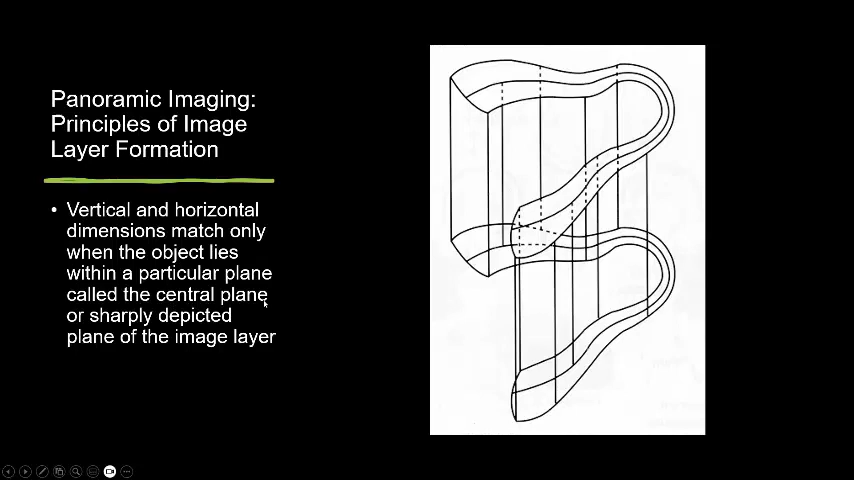 Panoramic Imaging:
Principles of Image
Layer Formation
• Vertical and horizontal
dimensions match only
when the object lies
within a particular plane
called the central plane
or sharply depicted
plane of the image layer